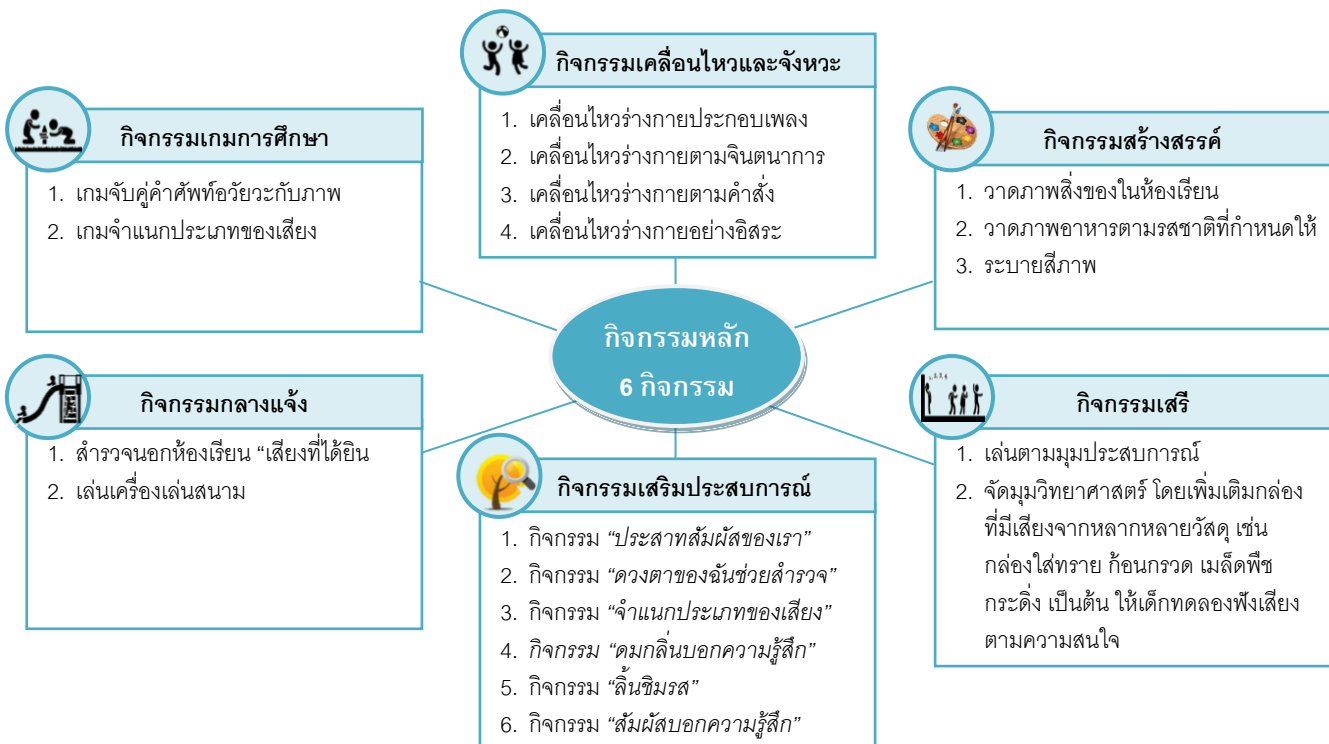 กิจกรรมเคลื่อนไหวและจังหวะ
1. เคลื่อนไหวร่างกายประกอบเพลง
2. เคลื่อนไหวร่างกายตามจินตนาการ
3. เคลื่อนไหวร่างกายตามคำสั่ง
4. เคลื่อนไหวร่างกายอย่างอิสระ
กิจกรรมเกมการศึกษา
1. เกมจับคู่คำศัพท์อวัยวะกับภาพ
2. เกมจำแนกประเภทของเสียง
กิจกรรมสร้างสรรค์
1. วาดภาพสิ่งของในห้องเรียน
2. วาดภาพอาหารตามรสชาติที่กำหนดให้
3. ระบายสีภาพ
กิจกรรมหลัก
6 กิจกรรม
กิจกรรมกลางแจ้ง
1. สำรวจนอกห้องเรียน “เสียงที่ได้ยิน
2. เล่นเครื่องเล่นสนาม
กิจกรรมเสริมประสบการณ์
1. กิจกรรม “ประสาทสัมผัสของเรา”
2. กิจกรรม “ดวงตาของฉันช่วยสำรวจ”
3. กิจกรรม “จำแนกประเภทของเสียง”
4. กิจกรรม “ดมกลิ่นบอกความรู้สึก”
5. กิจกรรม “ลิ้นชิมรส”
6. กิจกรรม “สัมผัสบอกความรู้สึก”
กิจกรรมเสรี
1. เล่นตามมุมประสบการณ์
2. จัดมุมวิทยาศาสตร์ โดยเพิ่มเติมกล่อง
ที่มีเสียงจากหลากหลายวัสดุ เช่น
กล่องใส่ทราย ก้อนกรวด เมล็ดพืช
กระดิ่ง เป็นต้น ให้เด็กทดลองฟังเสียง
ตามความสนใจ